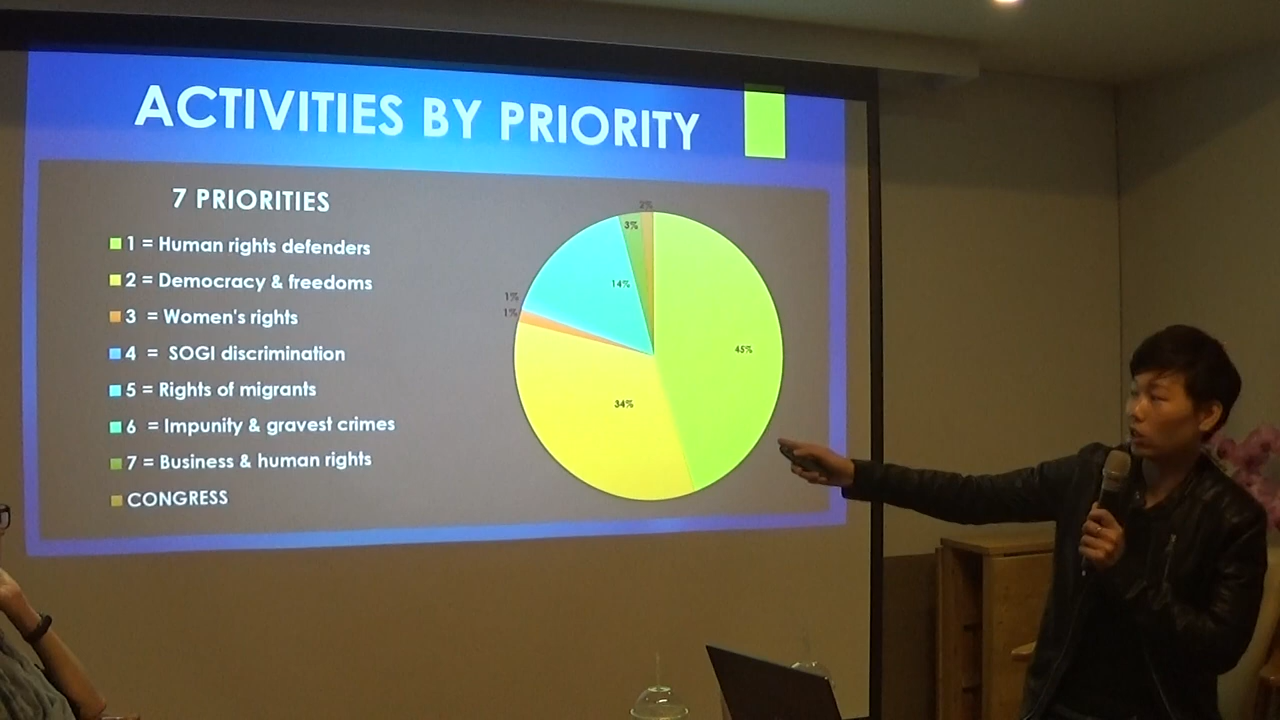 ACTIVITIES BY PRIORITY
7 PRIORITIES
1 = Human rights defenders
2 = Democracy & freedoms
3 = Women's rights
4 = SOGI discrimination
5 = Rights of migrants
6 = Impunity & gravest crimes
7 = Business & human rights
CONGRESS
2%
3%
14%
1%
1%
45%
34%